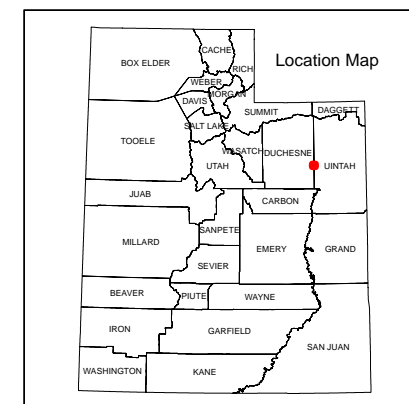 Location Map
BOX ELDER
CACHE
RICH
WEBER
MORGAN
DAVIS
SUMMIT
DAGGETT
SALT LAKE
TOOELE
WASATCH
DUCHESNE
UINTAH
UTAH
JUAB
CARBON
SANPETE
MILLARD
EMERY
GRAND
SEVIER
BEAVER
PIUTE
WAYNE
IRON
GARFIELD
SAN JUAN
WASHINGTON
KANE